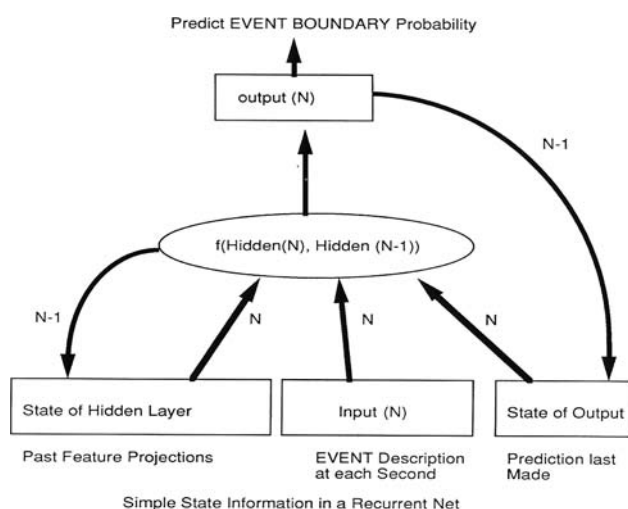 Predict EVENT BOUNDARY Probability
output (N)
N-1
f(Hidden(N), Hidden (N-1))
N-1
N
N
N
State of Hidden Layer
Input (N)
State of Output
Past Feature Projections
EVENT Description
at each Second
Prediction last
Made
Simple State Information in a Recurrent Net